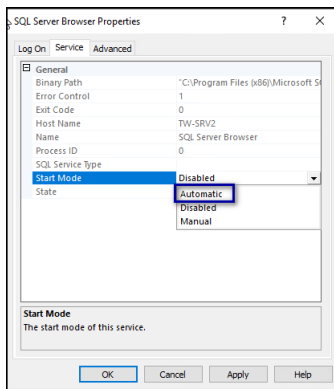 SQL Server Browser Properties ? ×
Log On Service Advanced
General
Binary Path "C:\Program Files (x86)\Microsoft S
Error Control 1
Exit Code 0
Host Name TW-SRV2
Name SQL Server Browser
Process ID 0
SQL Service Type
Start Mode Disabled
State
Automatic
Disabled
Manual
Start Mode
The start mode of this service.
OK Cancel Apply Help